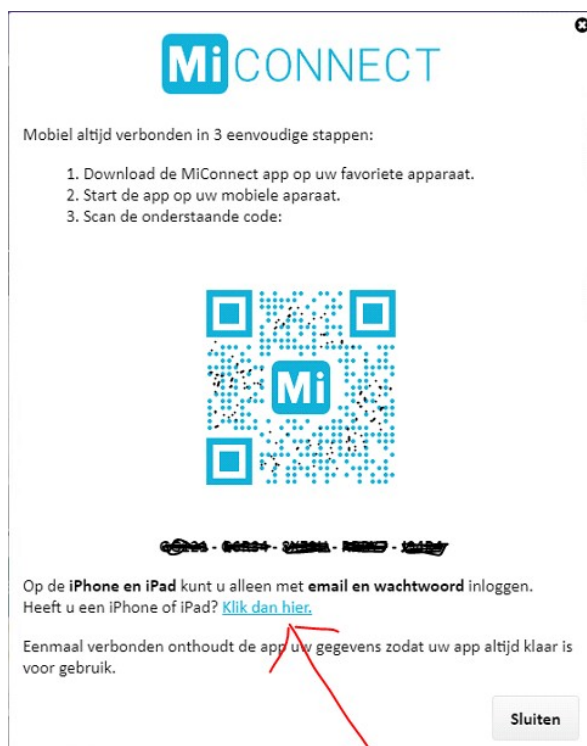 Mi CONNECT
Mobiel altijd verbonden in 3 eenvoudige stappen:
1. Download de MiConnect app op uw favoriete apparaat.
2. Start de app op uw mobiele aparaat.
3. Scan de onderstaande code:
Mi
Op de iPhone en iPad kunt u alleen met email en wachtwoord inloggen.
Heeft u een iPhone of iPad? Klik dan hier.
Eenmaal verbonden onthoudt de app uw gegevens zodat uw app altijd klaar is
voor gebruik.
Sluiten